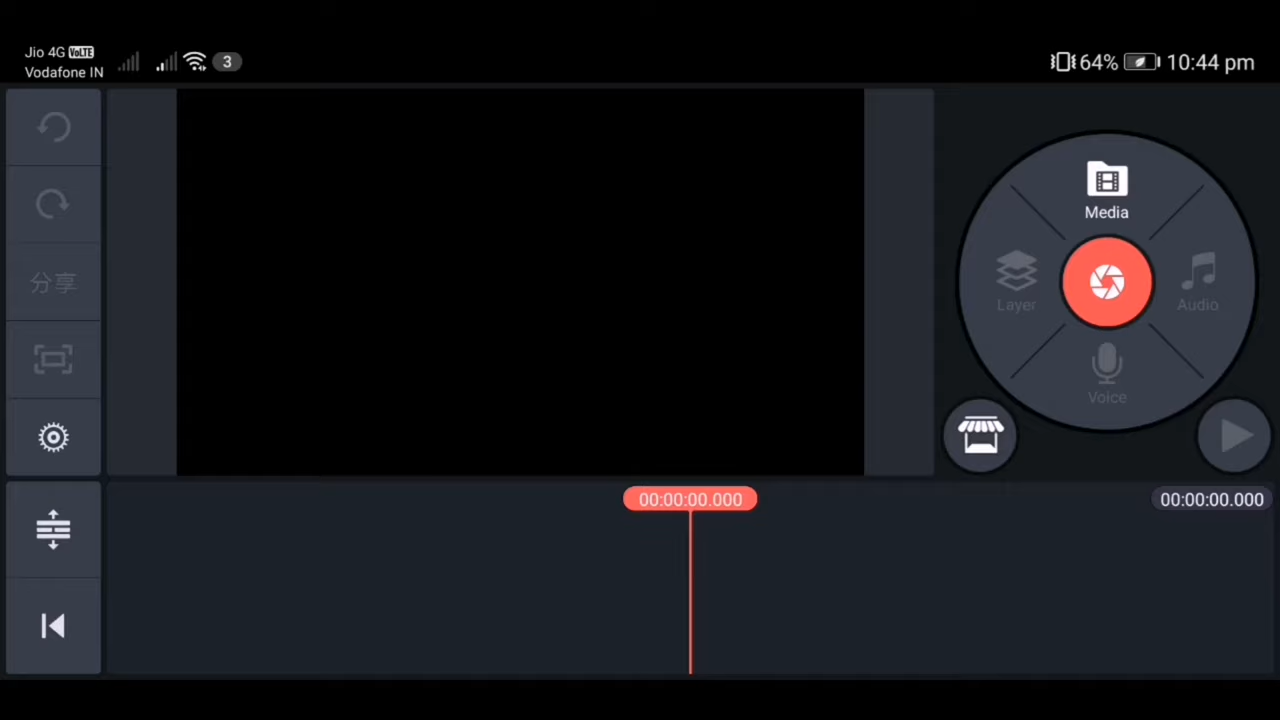 Jio 4G VoLTE
Vodafone IN
3
64%
10:44 pm
分享
Media
Layer
Audio
Voice
00:00:00.000
00:00:00.000